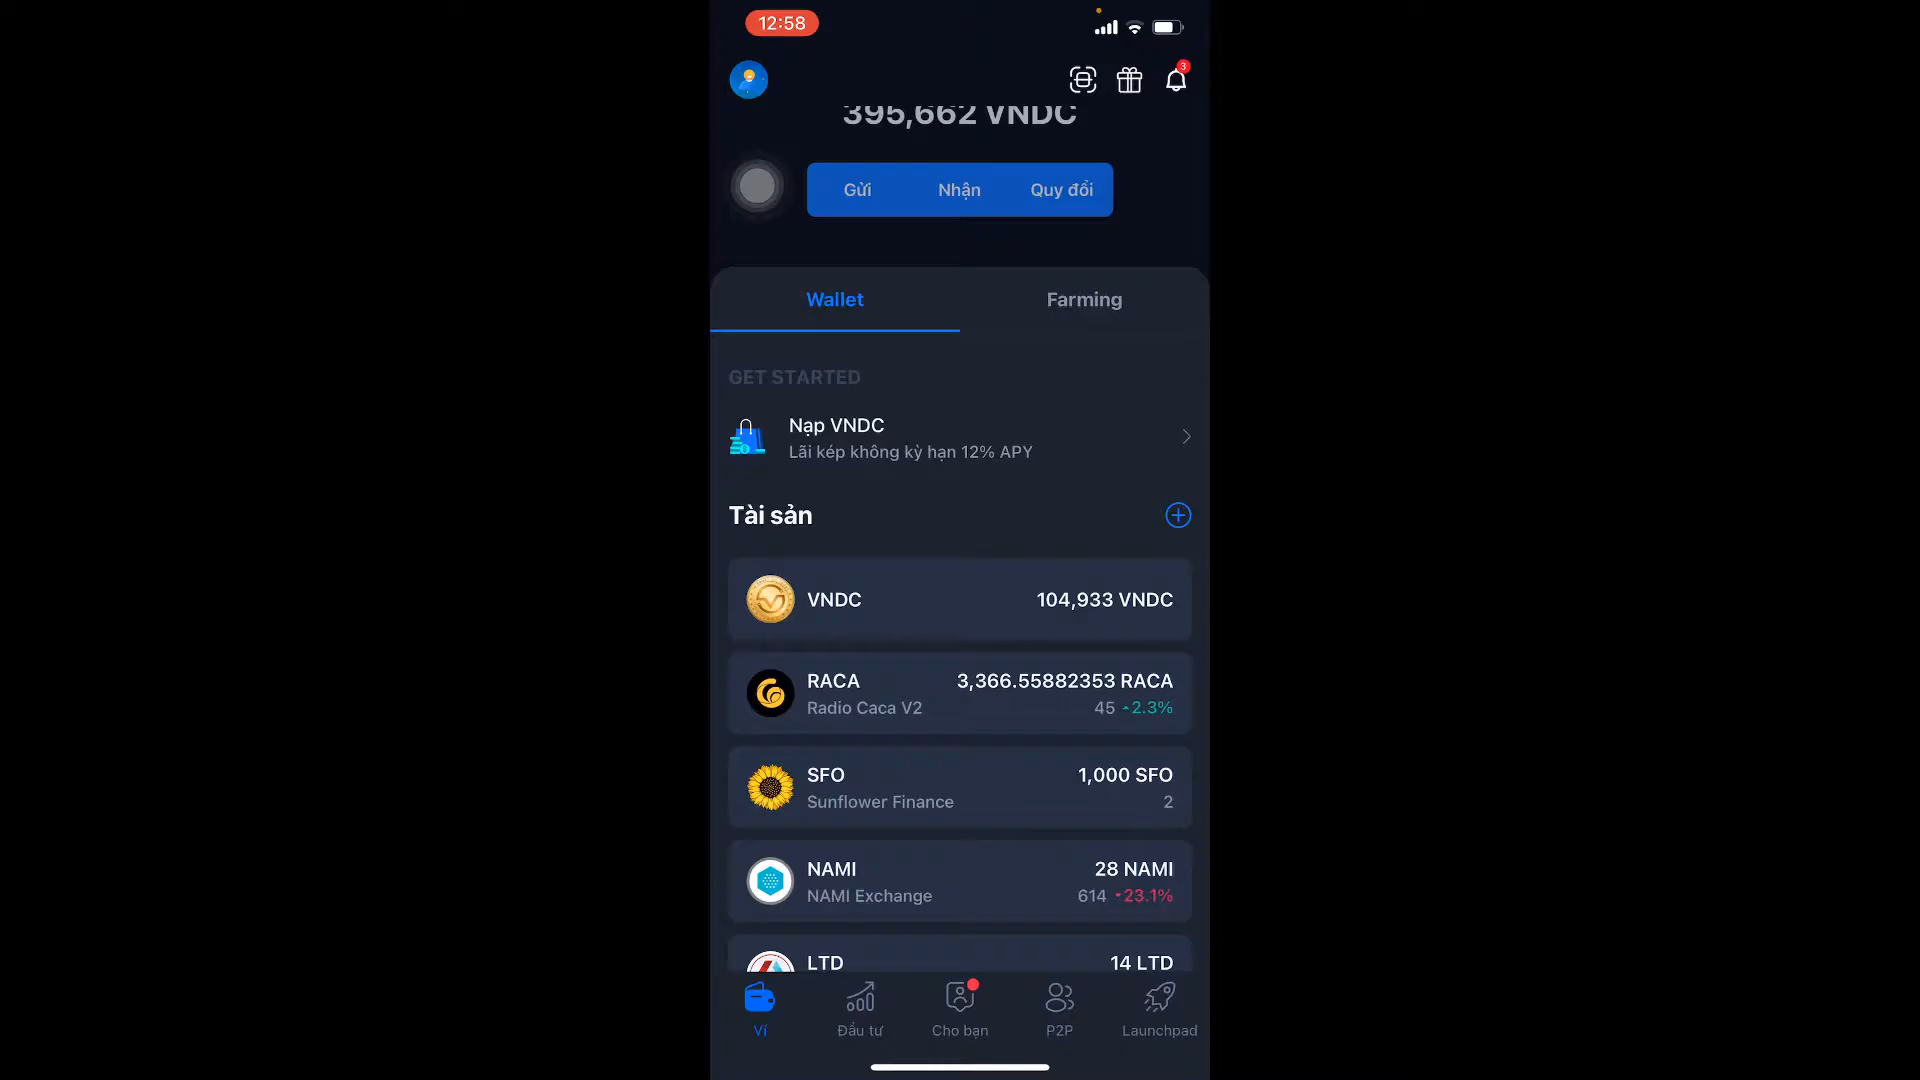 12:58
3
395,662 VNDC
Gửi
Nhận
Quy đổi
Wallet
Farming
GET STARTED
Nạp VNDC
Lãi kép không kỳ hạn 12% APY
Tài sản
VNDC
104,933 VNDC
RACA
3,366.55882353 RACA
Radio Caca V2
45 2.3%
SFO
1,000 SFO
Sunflower Finance
2
NAMI
28 NAMI
NAMI Exchange
614 23.1%
LTD
14 LTD
Ví
Đầu tư
Cho bạn
P2P
Launchpad